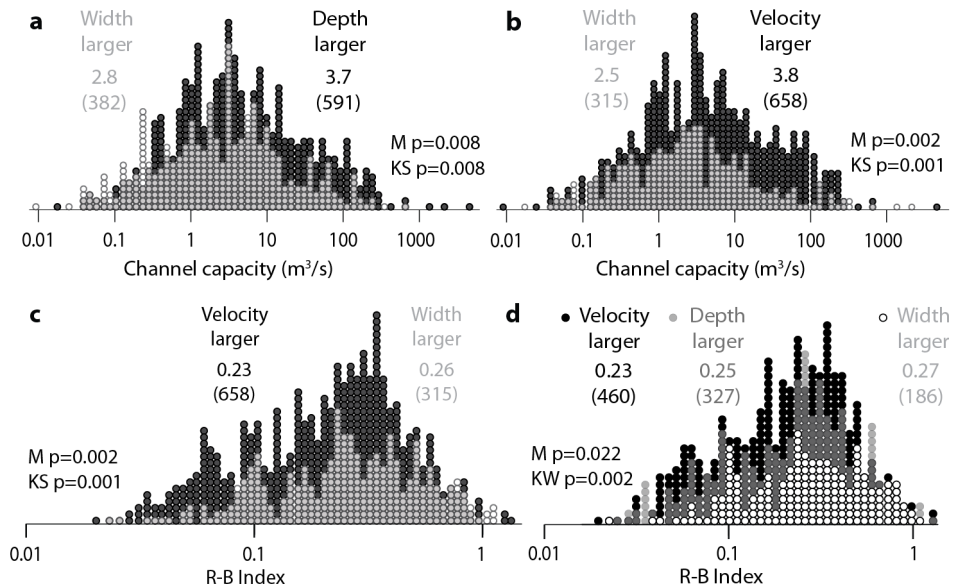 a
Width
larger
2.8
(382)
Depth
larger
3.7
(591)
M p=0.008
KS p=0.008
0.01 0.1 1 10 100 1000
Channel capacity (m³/s)
b
Width
larger
2.5
(315)
Velocity
larger
3.8
(658)
M p=0.002
KS p=0.001
0.01 0.1 1 10 100 1000
Channel capacity (m³/s)
c
Velocity
larger
0.23
(658)
Width
larger
0.26
(315)
M p=0.002
KS p=0.001
0.01 0.1 1
R-B Index
d
Velocity
larger
0.23
(460)
Depth
larger
0.25
(327)
Width
larger
0.27
(186)
M p=0.022
KW p=0.002
0.01 0.1 1
R-B Index